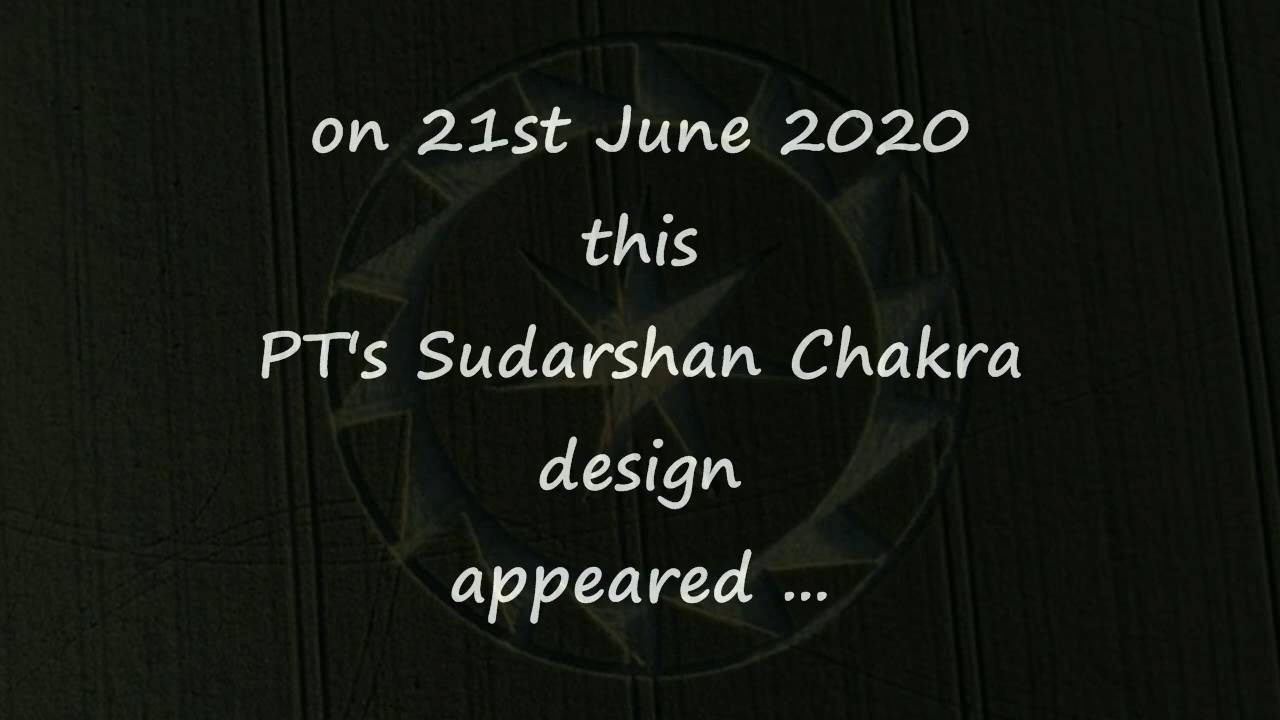 on 21st June 2020
this
PT's Sudarshan Chakra
design
appeared ...